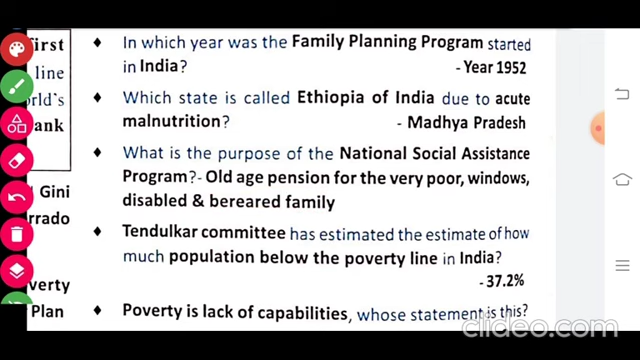 First
line
rld's
ank
Gini
rrado
verty
Plan
♦ In which year was the Family Planning Program started
in India? - Year 1952
♦ Which state is called Ethiopia of India due to acute
malnutrition? - Madhya Pradesh
♦ What is the purpose of the National Social Assistance
Program?- Old age pension for the very poor, windows,
disabled & bereared family
♦ Tendulkar committee has estimated the estimate of how
much population below the poverty line in India?
- 37.2%
♦ Poverty is lack of capabilities, whose statement is this?
clideo.com